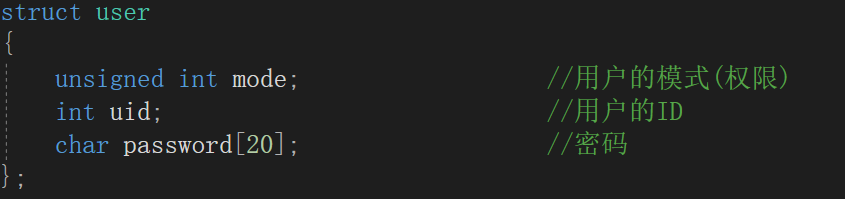 struct user
{
unsigned int mode; //用户的模式(权限)
int uid; //用户的ID
char password[20]; //密码
};